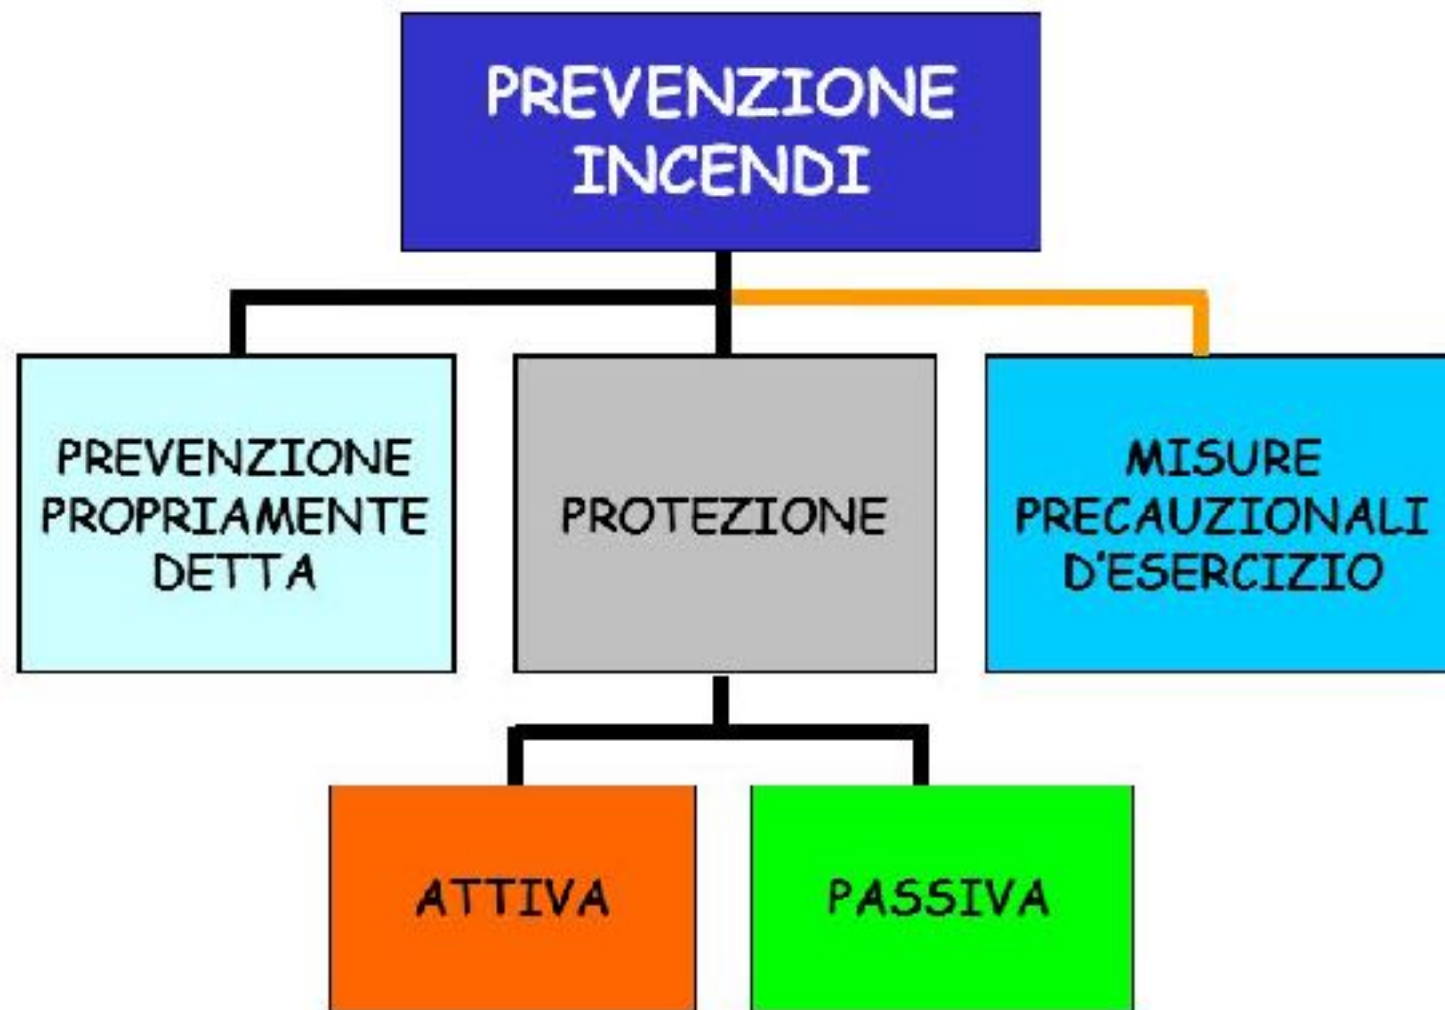 PREVENZIONE
INCENDI
PREVENZIONE
PROPRIAMENTE
DETTA
PROTEZIONE
MISURE
PRECAUZIONALI
D'ESERCIZIO
ATTIVA
PASSIVA